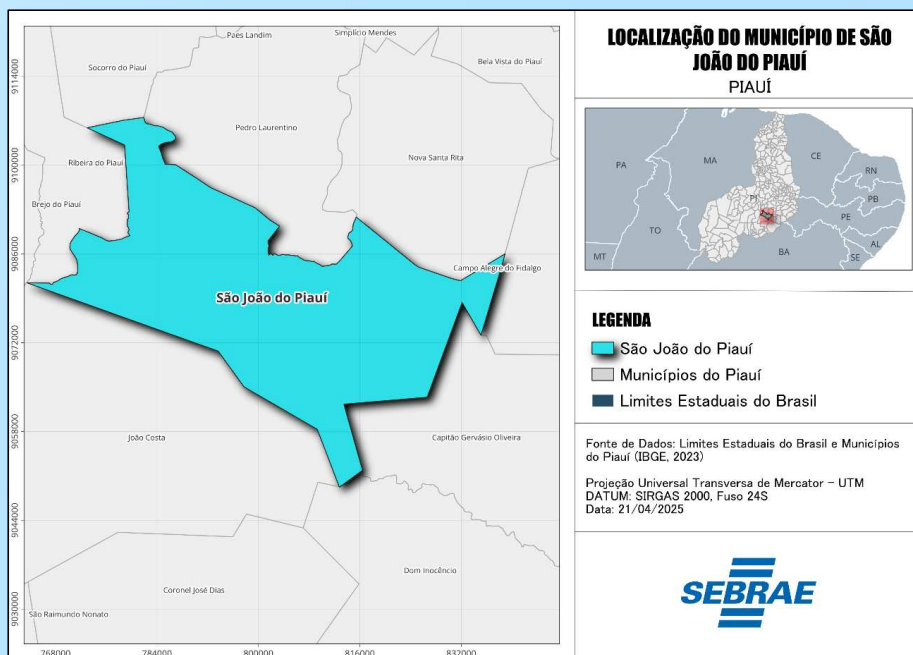 Paes Landim
Simplício Mendes
Socorro do Piauí
Bela Vista do Piauí
Pedro Laurentino
Ribeira do Piauí
Nova Santa Rita
Brejo do Piauí
Campo Alegre do Fidalgo
São João do Piauí
João Costa
Capitão Gervásio Oliveira
Dom Inocêncio
Coronel José Dias
São Raimundo Nonato
9114000
9100000
9086000
9072000
9058000
9044000
9030000
768000
784000
800000
816000
832000
LOCALIZAÇÃO DO MUNICÍPIO DE SÃO
JOÃO DO PIAUÍ
PIAUÍ
PA
MA
CE
RN
PI
PB
PE
TO
AL
BA
SE
MT
LEGENDA
São João do Piauí
Municípios do Piauí
Limites Estaduais do Brasil
Fonte de Dados: Limites Estaduais do Brasil e Municípios
do Piauí (IBGE, 2023)
Projeção Universal Transversa de Mercator - UTM
DATUM: SIRGAS 2000, Fuso 24S
Data: 21/04/2025
SEBRAE